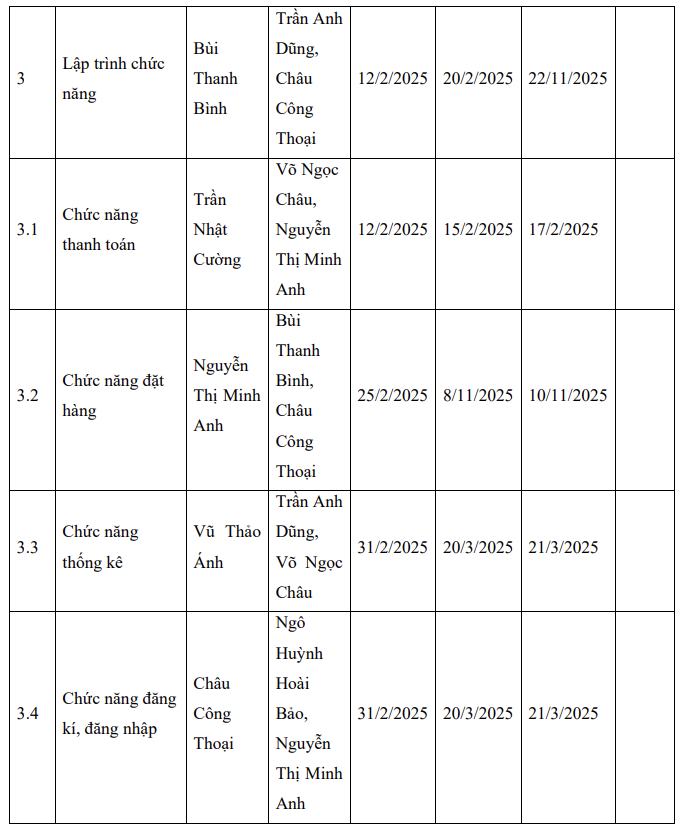 3
Lập trình chức
năng
Bùi
Thanh
Bình
Trần Anh
Dũng,
Châu
Công
Thoại
12/2/2025
20/2/2025
22/11/2025
3.1
Chức năng
thanh toán
Trần
Nhật
Cường
Võ Ngọc
Châu,
Nguyễn
Thị Minh
Anh
12/2/2025
15/2/2025
17/2/2025
3.2
Chức năng đặt
hàng
Nguyễn
Thị Minh
Anh
Bùi
Thanh
Bình,
Châu
Công
Thoại
25/2/2025
8/11/2025
10/11/2025
3.3
Chức năng
thống kê
Vũ Thảo
Ánh
Trần Anh
Dũng,
Võ Ngọc
Châu
31/2/2025
20/3/2025
21/3/2025
3.4
Chức năng đăng
kí, đăng nhập
Châu
Công
Thoại
Ngô
Huỳnh
Hoài
Bảo,
Nguyễn
Thị Minh
Anh
31/2/2025
20/3/2025
21/3/2025